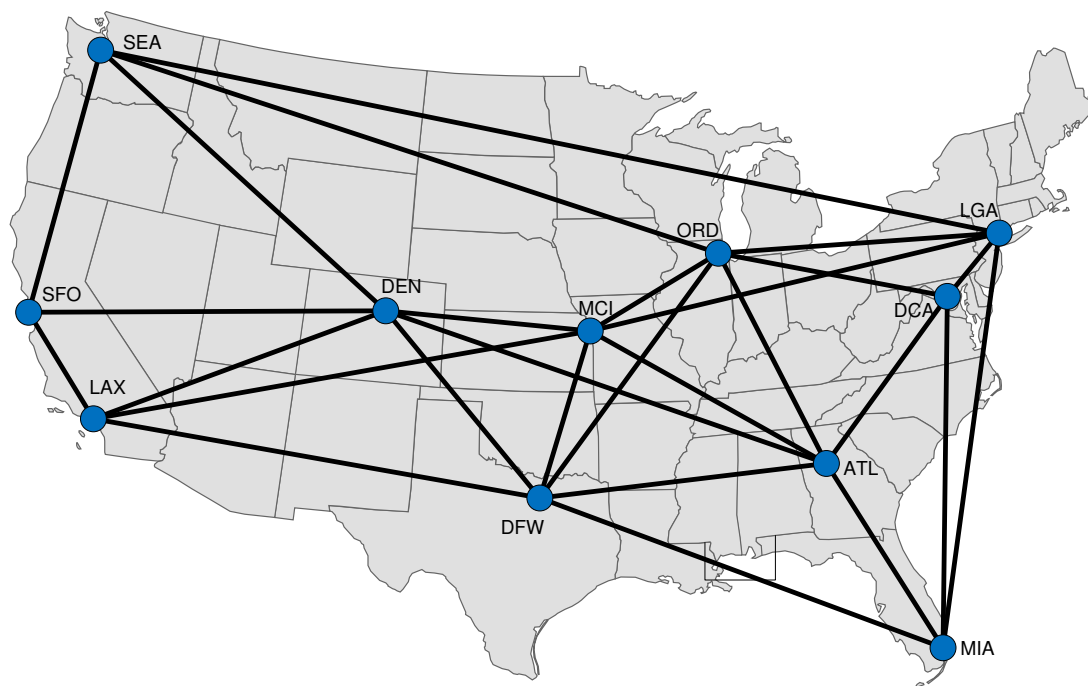 SEA
LGA
ORD
DEN
SFO
MCI
DCA
LAX
ATL
DFW
MIA